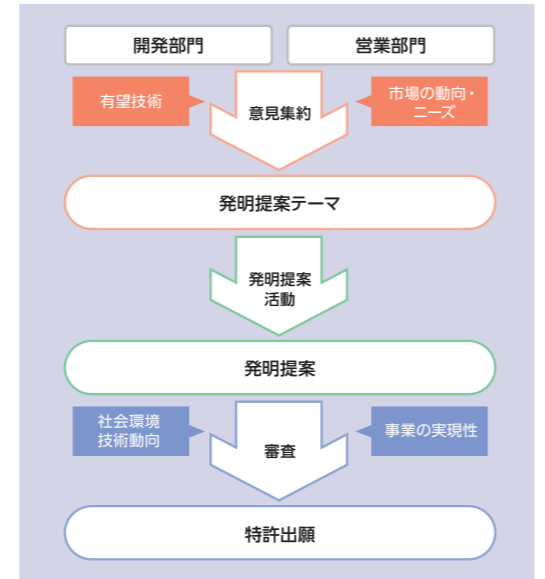 開発部門
営業部門
有望技術
意見集約
市場の動向・
ニーズ
発明提案テーマ
発明提案
活動
発明提案
社会環境
技術動向
審査
事業の実現性
特許出願